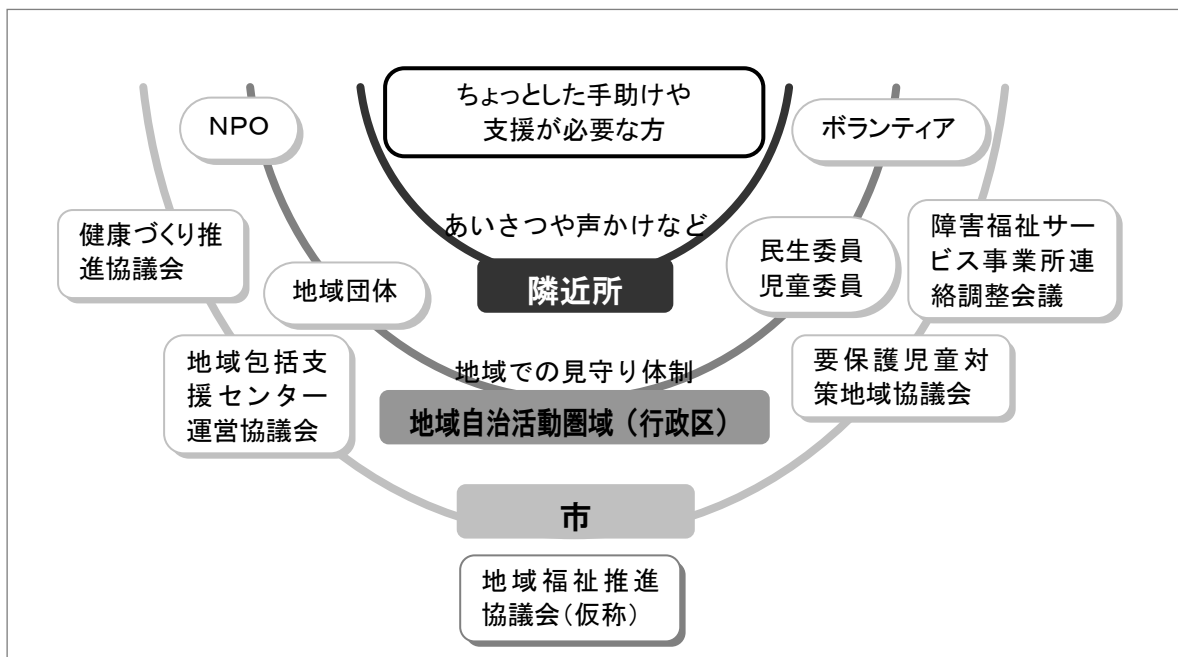 ちょっとした手助けや
支援が必要な方
NPO
ボランティア
あいさつや声かけなど
隣近所
健康づくり推
進協議会
地域団体
民生委員
児童委員
障害福祉サー
ビス事業所連
絡調整会議
地域での見守り体制
地域自治活動圏域（行政区）
地域包括支
援センター
運営協議会
要保護児童対
策地域協議会
市
地域福祉推進
協議会(仮称)